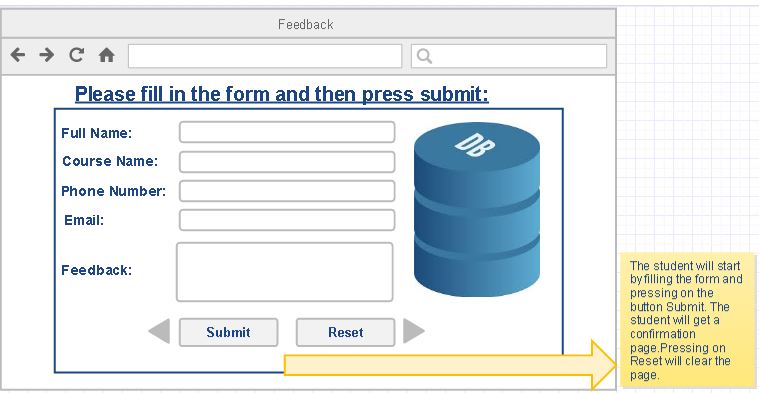 Feedback
Please fill in the form and then press submit:
Full Name:
Course Name:
Phone Number:
Email:
Feedback:
DB
Submit
Reset
The student will start
by filling the form and
pressing on the
button Submit. The
student will get a
confirmation
page.Pressing on
Reset will clear the
page.